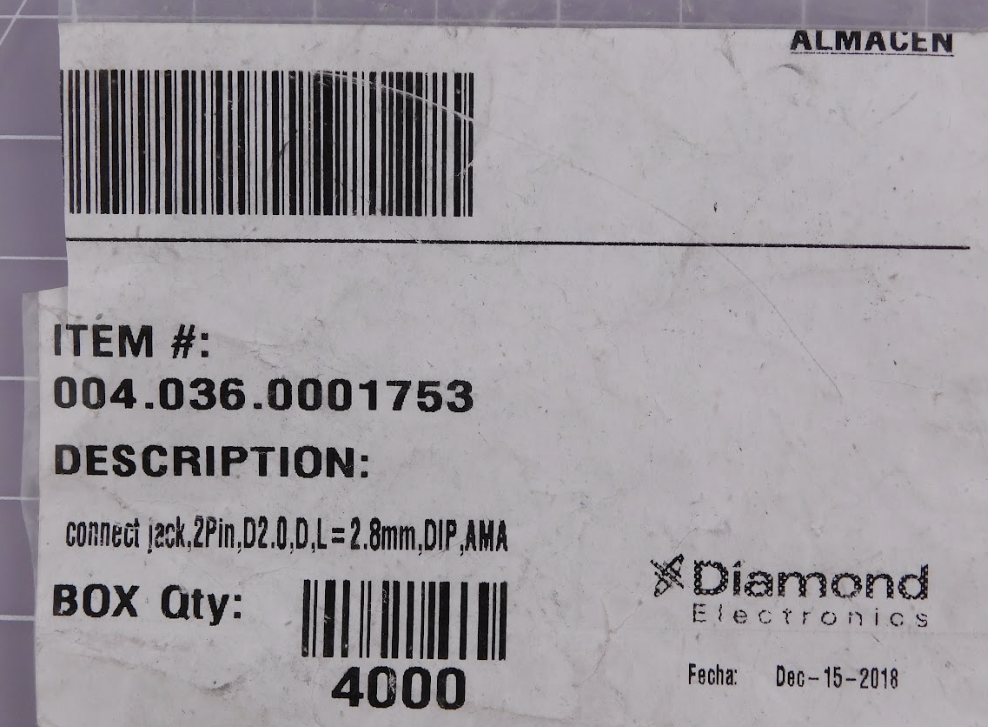 ALMACEN
ITEM #:
004.036.0001753
DESCRIPTION:
connect jack,2Pin,D2.0,D,L=2.8mm,DIP,AMA
BOX Qty:
4000
Diamond
Electronics
Fecha: Dec-15-2018